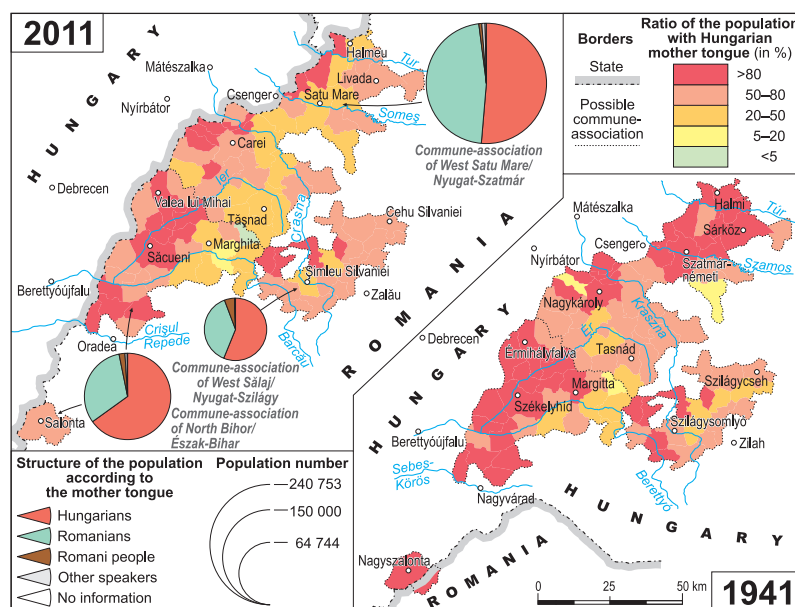 2011
HUNGARY
Mátészalka
Nyírbátor
Csenger
Halmeu
Tur
Livada
Satu Mare
Someș
Carei
Debrecen
Valea lui Mihai
Ier
Tășnad
Crasna
Cehu Silvaniei
Săcueni
Marghita
Șimleu Silvaniei
Berettyóújfalu
Zalău
Barcău
Crișul
Repede
Oradea
Salonta
ROMANIA
Commune-association
of West Satu Mare/
Nyugat-Szatmár
Commune-association
of West Sălaj/
Nyugat-Szilágy
Commune-association
of North Bihor/
Észak-Bihar
Borders
State
Possible
commune-
association
Ratio of the population
with Hungarian
mother tongue (in %)
>80
50–80
20–50
5–20
<5
Structure of the population
according to
the mother tongue
Hungarians
Romanians
Romani people
Other speakers
No information
Population number
240 753
150 000
64 744
Mátészalka
Halmi
Túr
Sárköz
Csenger
Nyírbátor
Szatmár-
németi
Szamos
Nagykároly
Kraszna
HUNGARY
Debrecen
Ér
Érmihályfalva
Tasnád
Margitta
Szilágycseh
Székelyhíd
Szilágysomlyó
Berettyóújfalu
Zilah
Sebes-
Körös
Berettyó
Nagyvárad
HUNGARY
Nagyszalonta
ROMANIA
0 25 50 km
1941